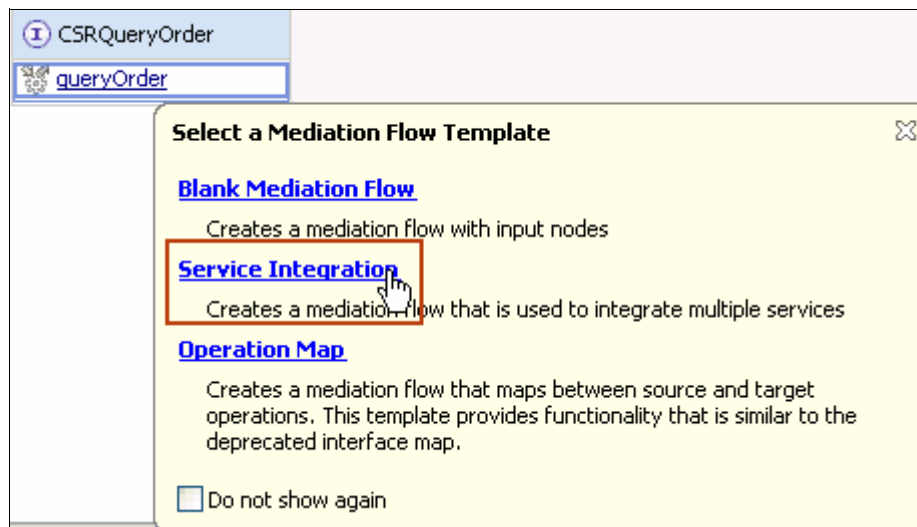 CSRQueryOrder
queryOrder
Select a Mediation Flow Template
Blank Mediation Flow
Creates a mediation flow with input nodes
Service Integration
Creates a mediation flow that is used to integrate multiple services
Operation Map
Creates a mediation flow that maps between source and target
operations. This template provides functionality that is similar to the
deprecated interface map.
Do not show again